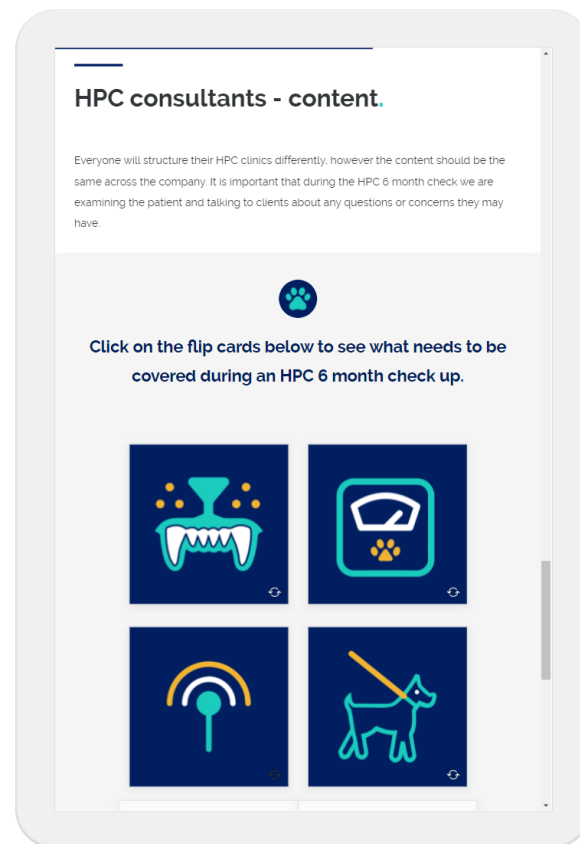 HPC consultants - content.
Everyone will structure their HPC clinics differently, however the content should be the
same across the company. It is important that during the HPC 6 month check we are
examining the patient and talking to clients about any questions or concerns they may
have.
Click on the flip cards below to see what needs to be
covered during an HPC 6 month check up.